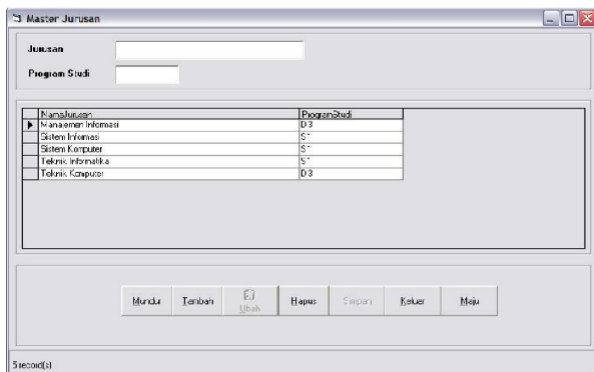 Master Jurusan
Jurusan
Program Studi
NamaJurusan ProgramStudi
Manajemen Informasi D3
Sistem Informasi S1
Sistem Komputer S1
Teknik Informatika S1
Teknik Komputer D3
Mundur Tambah Ubah Hapus Simpan Keluar Maju
5 record(s)